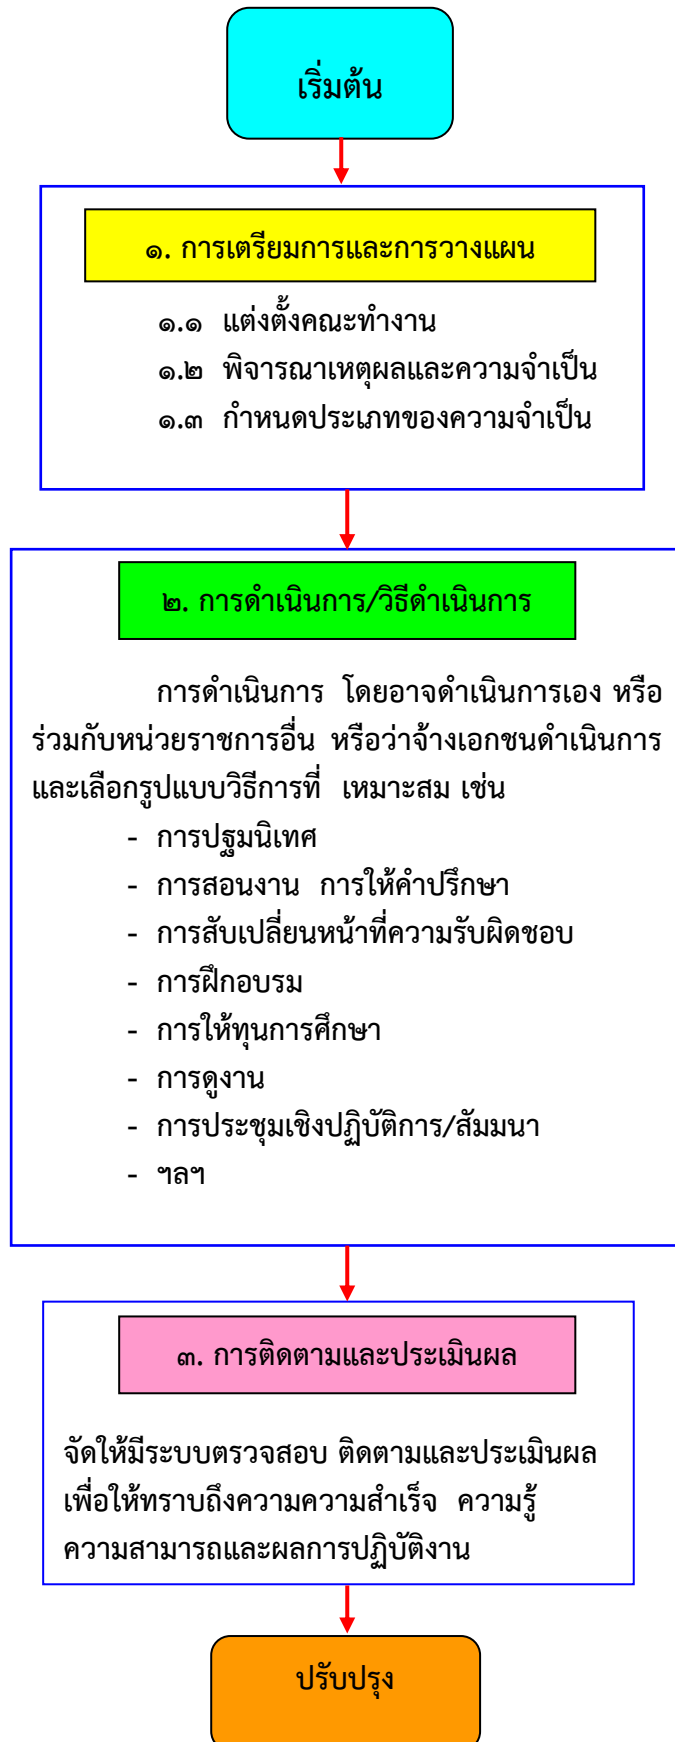 เริ่มต้น
๑. การเตรียมการและการวางแผน
๑.๑ แต่งตั้งคณะทำงาน
๑.๒ พิจารณาเหตุผลและความจำเป็น
๑.๓ กำหนดประเภทของความจำเป็น
๒. การดำเนินการ/วิธีดำเนินการ
การดำเนินการ โดยอาจดำเนินการเอง หรือ
ร่วมกับหน่วยราชการอื่น หรือว่าจ้างเอกชนดำเนินการ
และเลือกรูปแบบวิธีการที่ เหมาะสม เช่น
- การปฐมนิเทศ
- การสอนงาน การให้คำปรึกษา
- การสับเปลี่ยนหน้าที่ความรับผิดชอบ
- การฝึกอบรม
- การให้ทุนการศึกษา
- การดูงาน
- การประชุมเชิงปฏิบัติการ/สัมมนา
- ฯลฯ
๓. การติดตามและประเมินผล
จัดให้มีระบบตรวจสอบ ติดตามและประเมินผล
เพื่อให้ทราบถึงความความสำเร็จ ความรู้
ความสามารถและผลการปฏิบัติงาน
ปรับปรุง